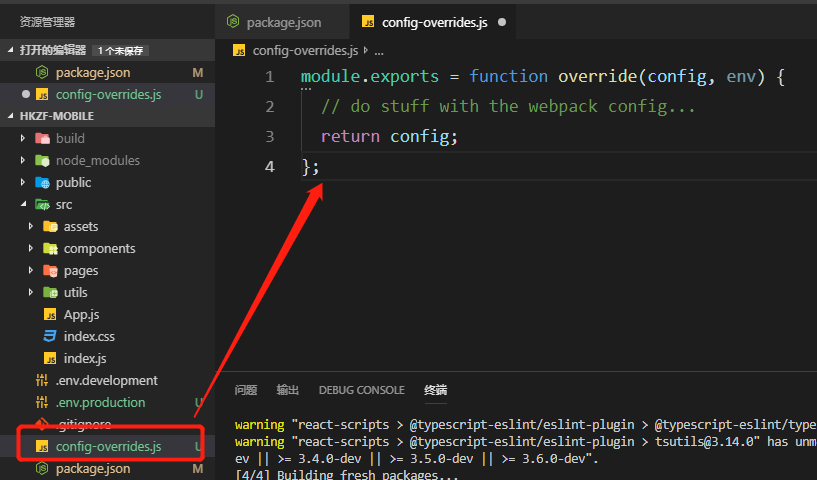 资源管理器
打开的编辑器 1 个未保存
package.json M
config-overrides.js U
HKZF-MOBILE
build
node_modules
public
src
assets
components
pages
utils
App.js
index.css
index.js
.env.development
.env.production U
.gitignore
config-overrides.js U
package.json M
package.json
config-overrides.js
config-overrides.js > ...
1 module.exports = function override(config, env) {
2 // do stuff with the webpack config...
3 return config;
4 };
问题 输出 DEBUG CONSOLE 终端
warning "react-scripts > @typescript-eslint/eslint-plugin > @typescript-eslint/type
warning "react-scripts > @typescript-eslint/eslint-plugin > tsutils@3.14.0" has unm
ev || >= 3.4.0-dev || >= 3.5.0-dev || >= 3.6.0-dev".
[4/4] Building fresh packages...